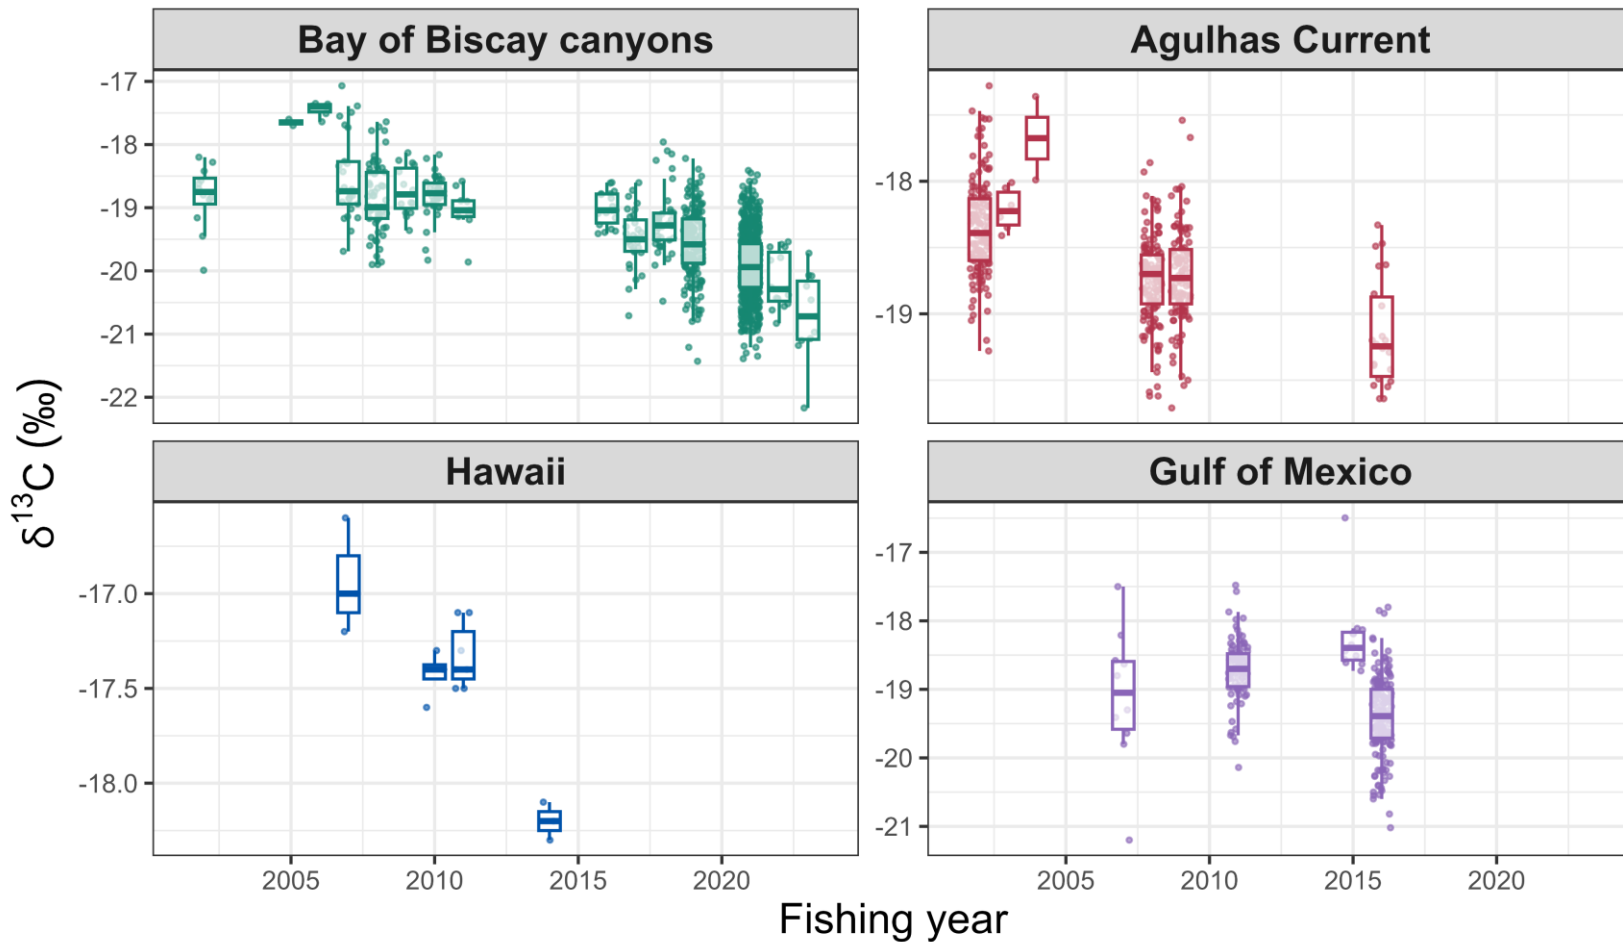 Bay of Biscay canyons
Agulhas Current
-17
-18
-19
-20
-21
-22
-18
-19
δ¹³C (‰)
Hawaii
Gulf of Mexico
-17.0
-17.5
-18.0
-17
-18
-19
-20
-21
2005 2010 2015 2020
2005 2010 2015 2020
Fishing year